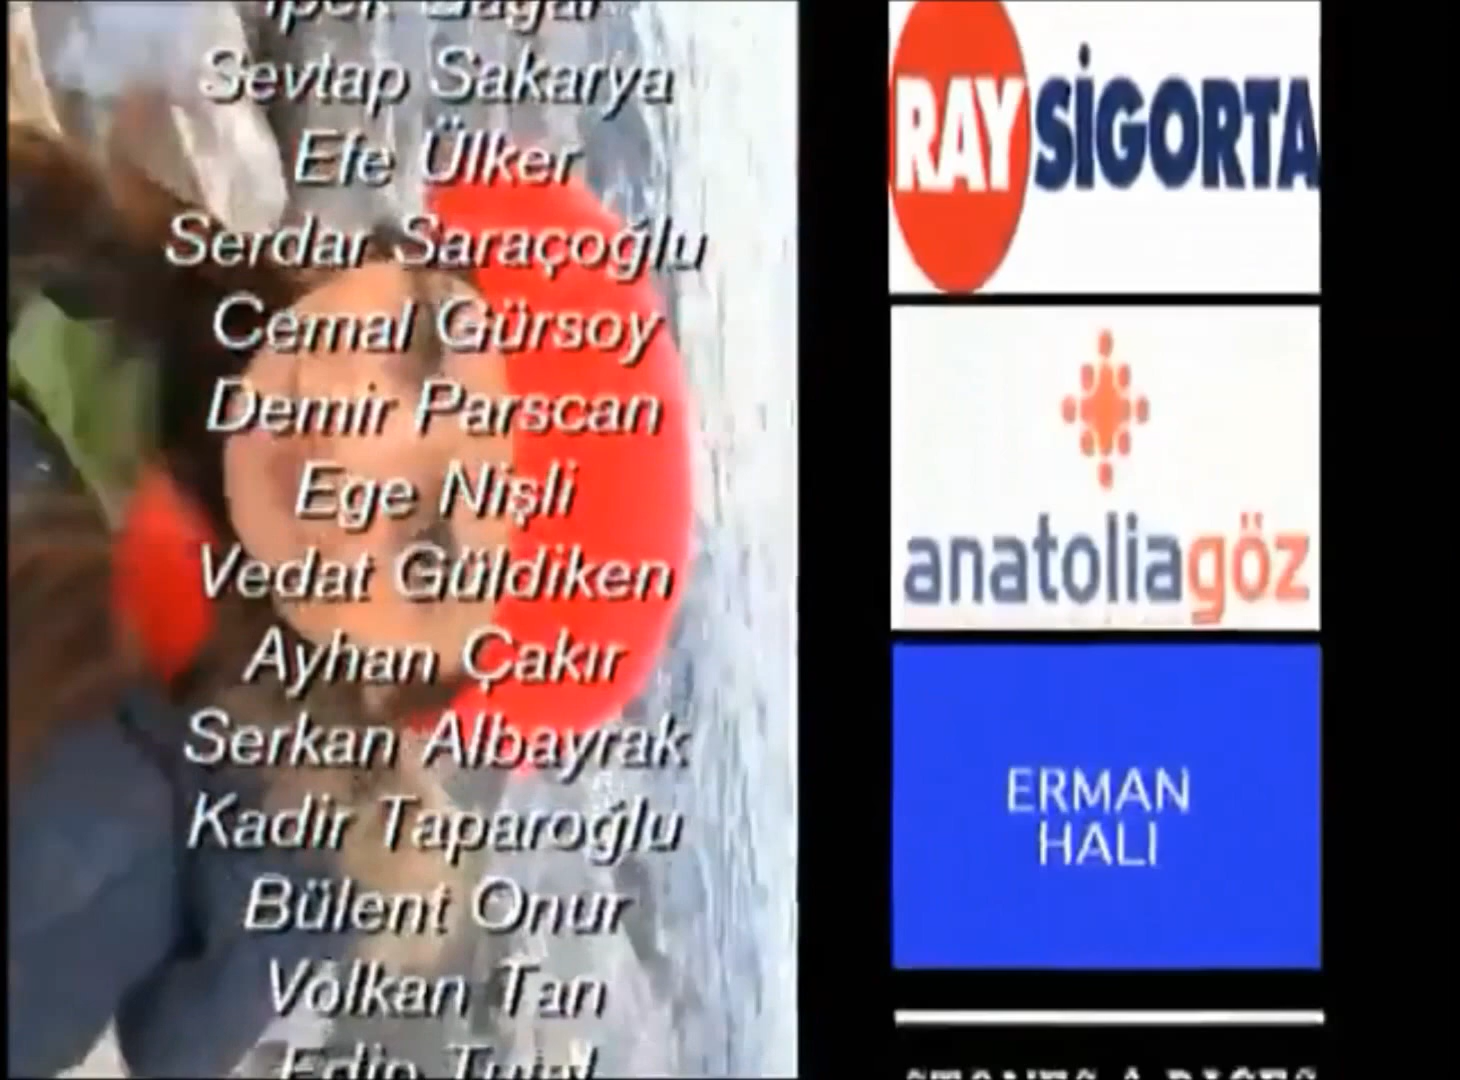 Sevtap Sakarya
Efe Ülker
Serdar Saraçoğlu
Cemal Gürsoy
Demir Parscan
Ege Nişli
Vedat Güldiken
Ayhan Çakır
Serkan Albayrak
Kadir Taparoğlu
Bülent Onur
Volkan Tan
RAY SİGORTA
anatoliagöz
ERMAN
HALI